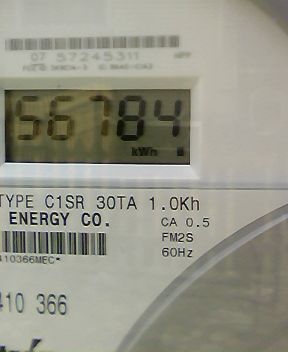 07 57245311
56784
kWh
TYPE C1SR 30TA 1.0Kh
ENERGY CO.
CA 0.5
FM2S
60Hz
410366MEC*
410 366